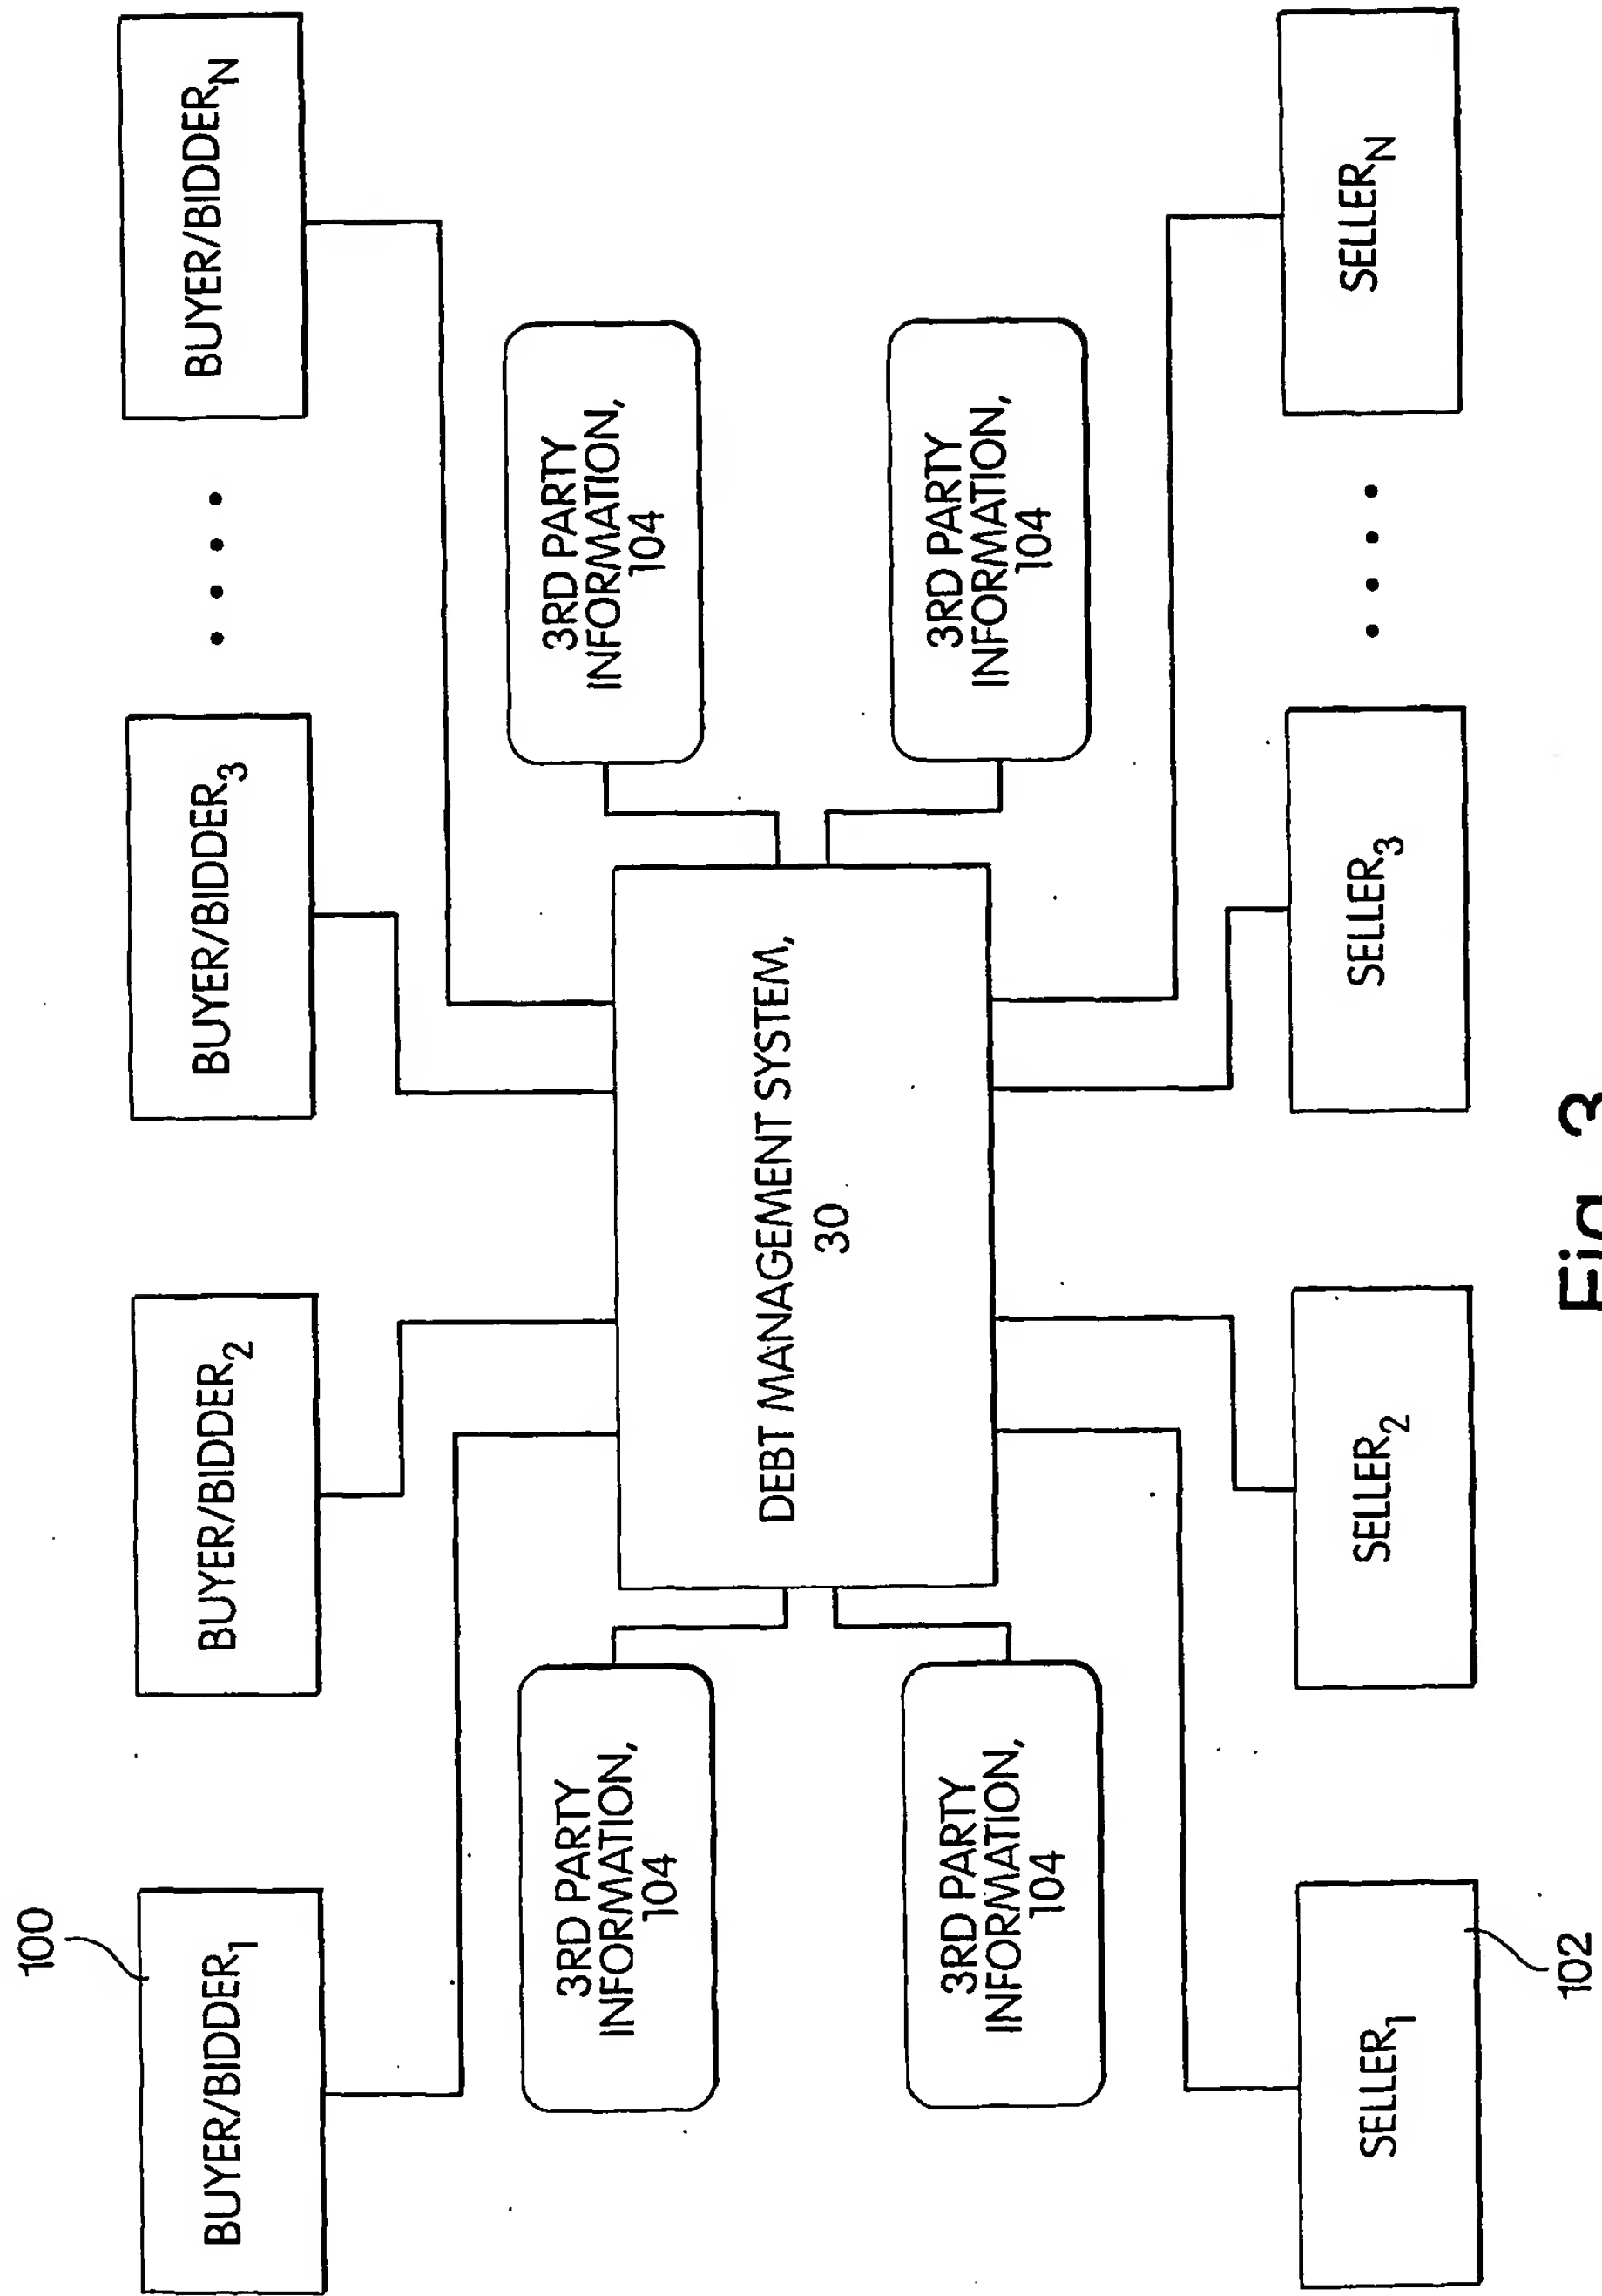 100
BUYER/BIDDER1
BUYER/BIDDER2
BUYER/BIDDER3
BUYER/BIDDERN
3RD PARTY
INFORMATION,
104
3RD PARTY
INFORMATION,
104
DEBT MANAGEMENT SYSTEM,
30
3RD PARTY
INFORMATION,
104
3RD PARTY
INFORMATION,
104
SELLER1
SELLER2
SELLER3
SELLERN
102
Fig. 3